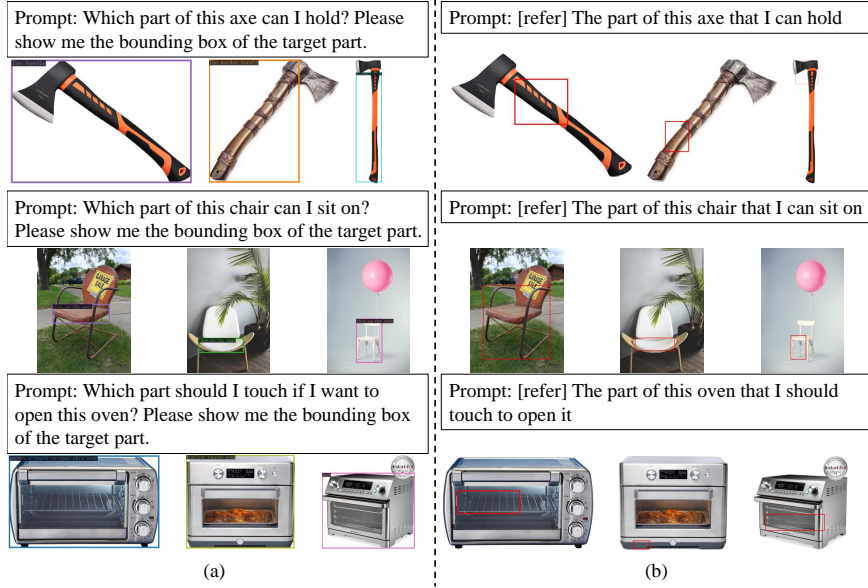 Prompt: Which part of this axe can I hold? Please
show me the bounding box of the target part.
Prompt: [refer] The part of this axe that I can hold
Prompt: Which part of this chair can I sit on?
Please show me the bounding box of the target part.
Prompt: [refer] The part of this chair that I can sit on
GARAGE
SALE
GARAGE
SALE
Prompt: Which part should I touch if I want to
open this oven? Please show me the bounding box
of the target part.
Prompt: [refer] The part of this oven that I should
touch to open it
(a)
(b)